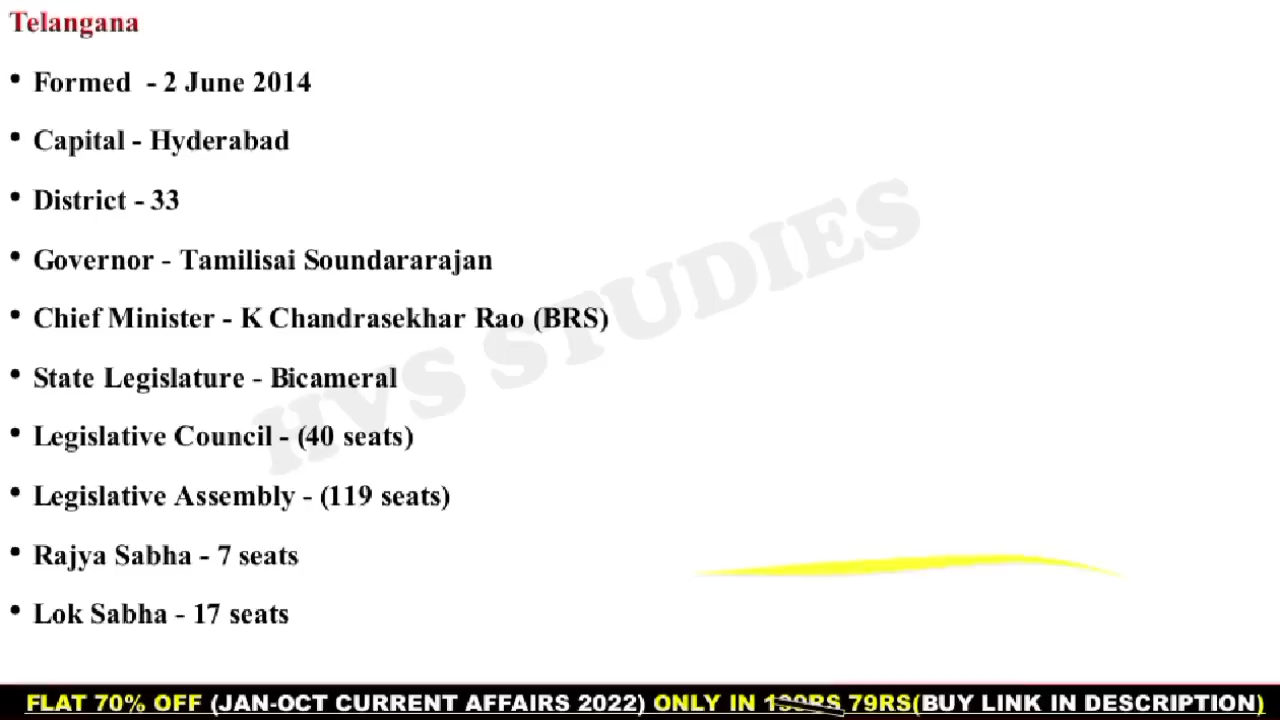 Telangana
• Formed - 2 June 2014
• Capital - Hyderabad
• District - 33
• Governor - Tamilisai Soundararajan
• Chief Minister - K Chandrasekhar Rao (BRS)
• State Legislature - Bicameral
• Legislative Council - (40 seats)
• Legislative Assembly - (119 seats)
• Rajya Sabha - 7 seats
• Lok Sabha - 17 seats
HVS STUDIES
FLAT 70% OFF (JAN-OCT CURRENT AFFAIRS 2022) ONLY IN 199RS 79RS(BUY LINK IN DESCRIPTION)